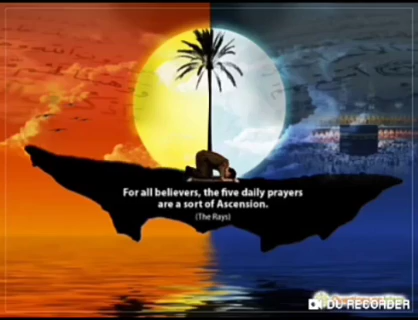 For all believers, the five daily prayers
are a sort of Ascension.
(The Rays)
DU RECORDER